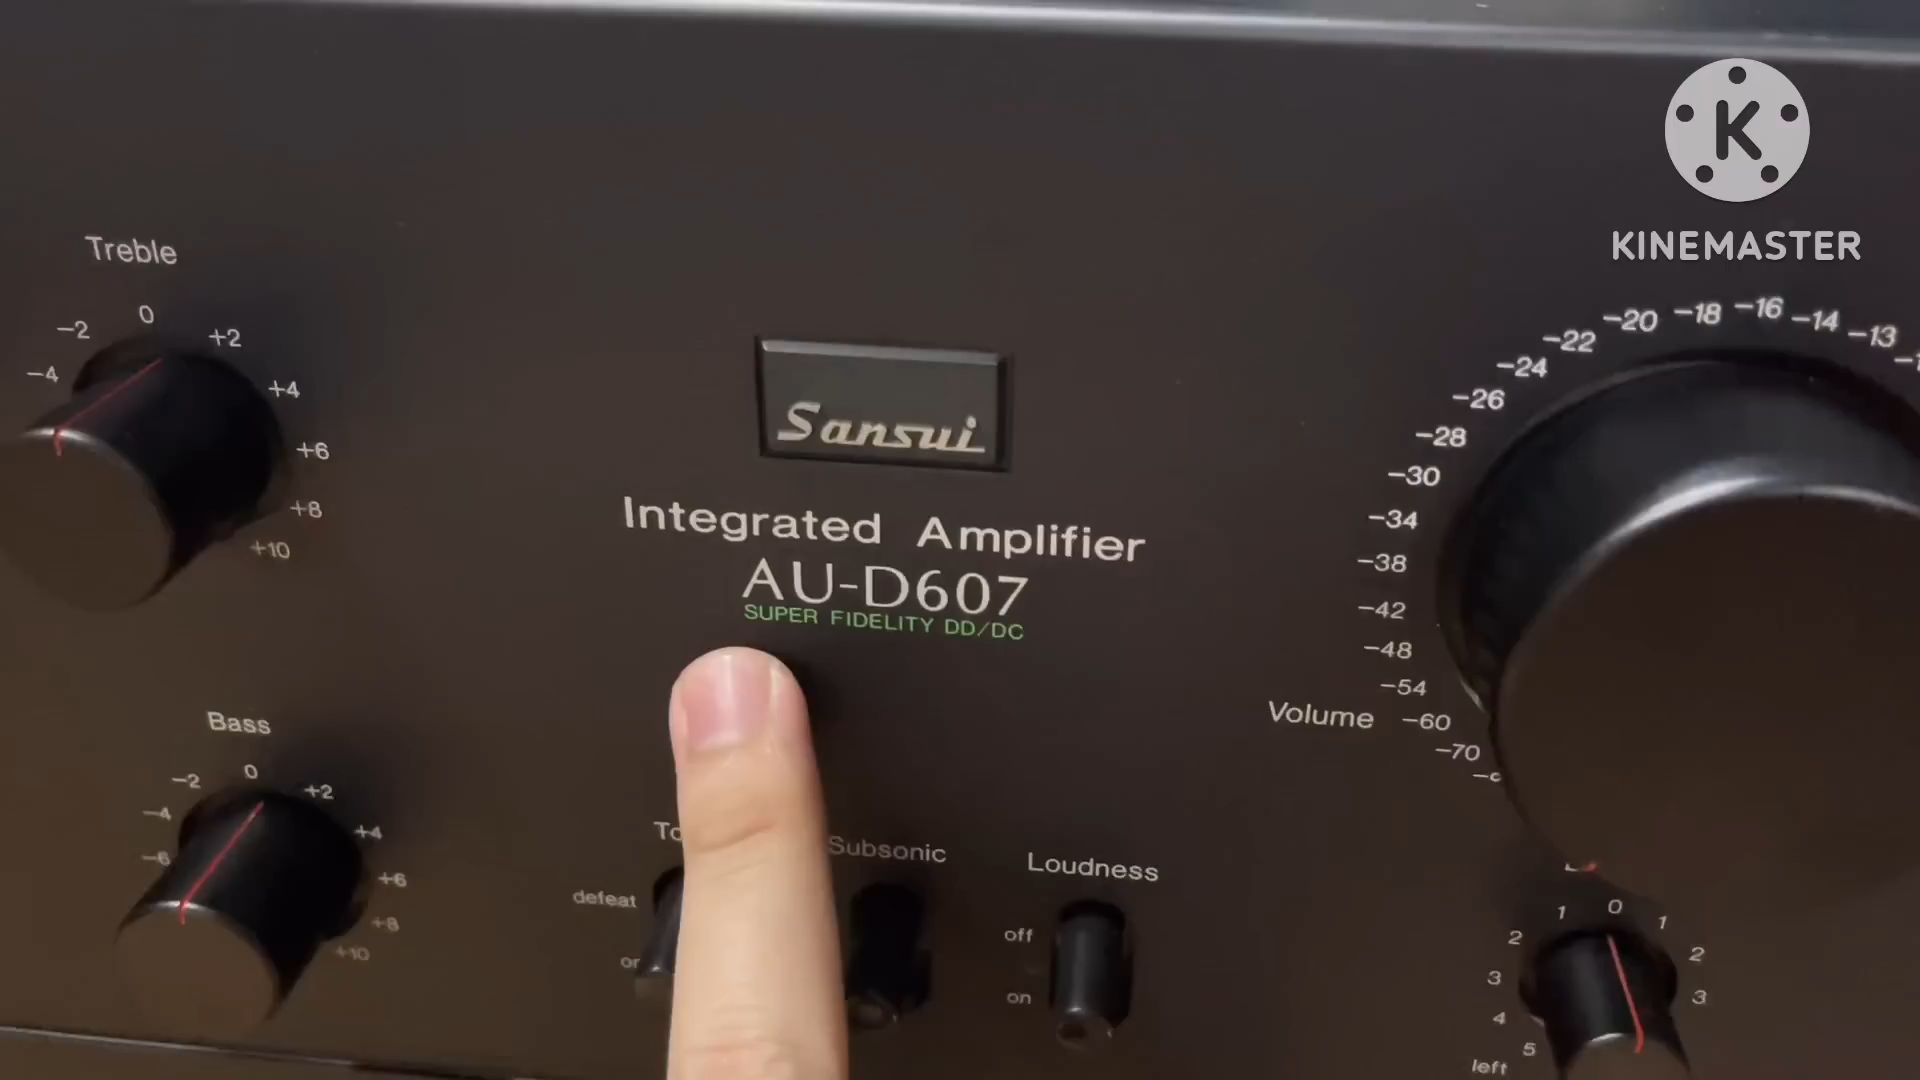 K
KINEMASTER
Treble
-4 -2 0 +2 +4 +6 +8 +10
Sansui
Integrated Amplifier
AU-D607
SUPER FIDELITY DD/DC
-70 -60 -54 -48 -42 -38 -34 -30 -28 -26 -24 -22 -20 -18 -16 -14 -13
Volume
Bass
-6 -4 -2 0 +2 +4 +6 +8 +10
defeat
Subsonic
Loudness
off
on
5 4 3 2 1 0 1 2 3
left